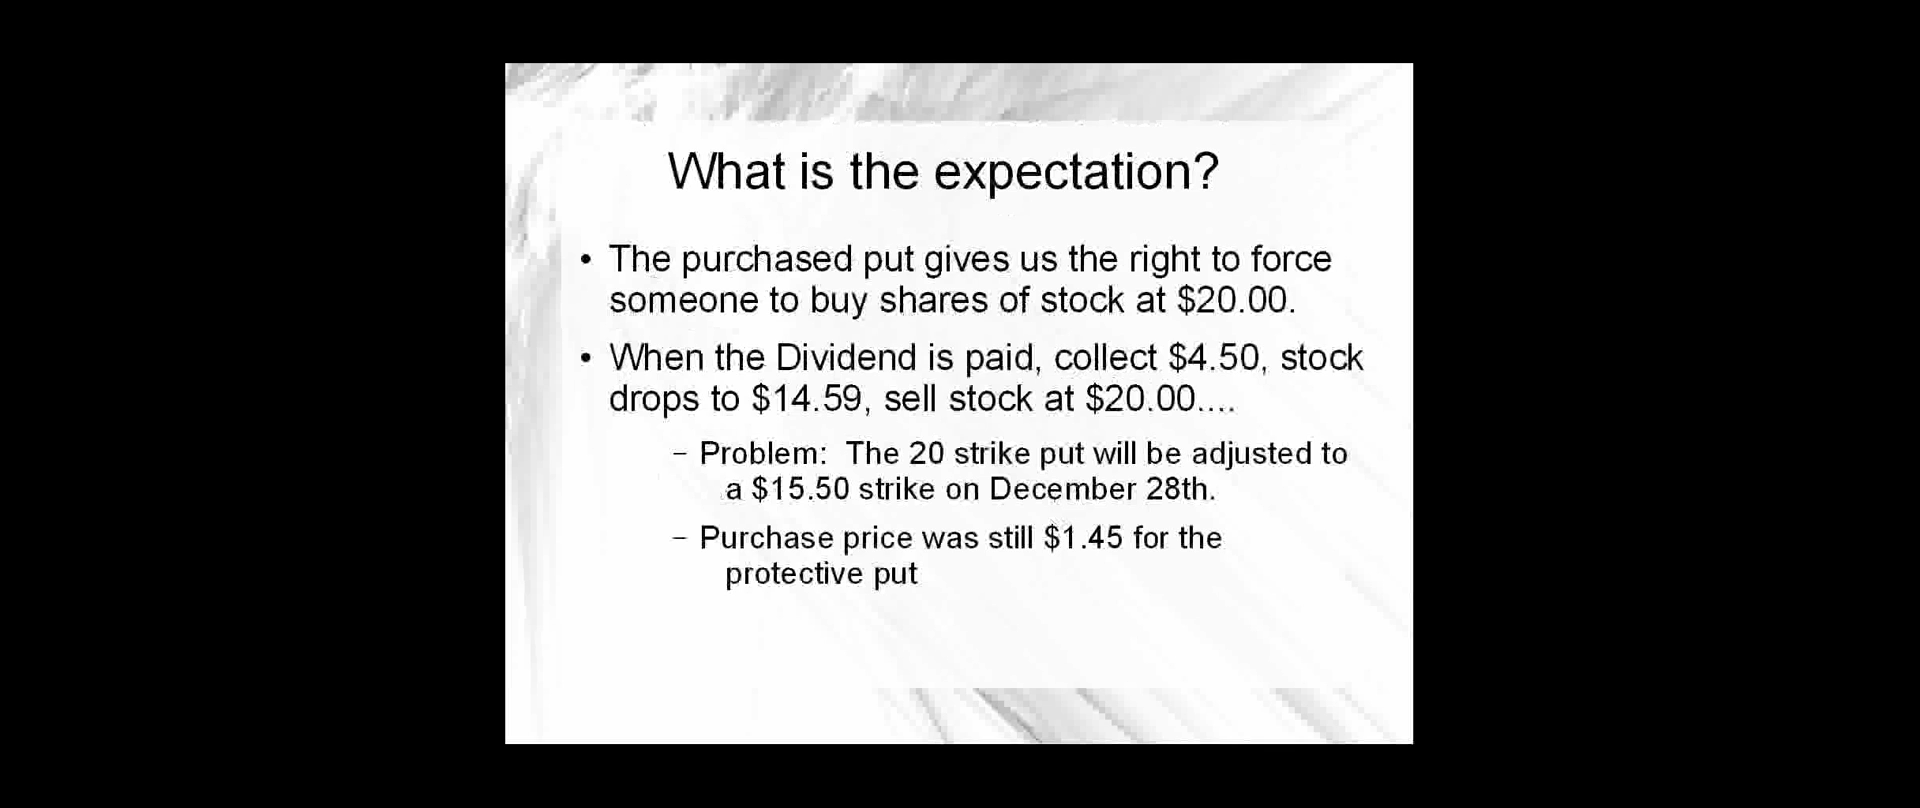 What is the expectation?
• The purchased put gives us the right to force
someone to buy shares of stock at $20.00.
• When the Dividend is paid, collect $4.50, stock
drops to $14.59, sell stock at $20.00....
– Problem:  The 20 strike put will be adjusted to
a $15.50 strike on December 28th.
– Purchase price was still $1.45 for the
protective put